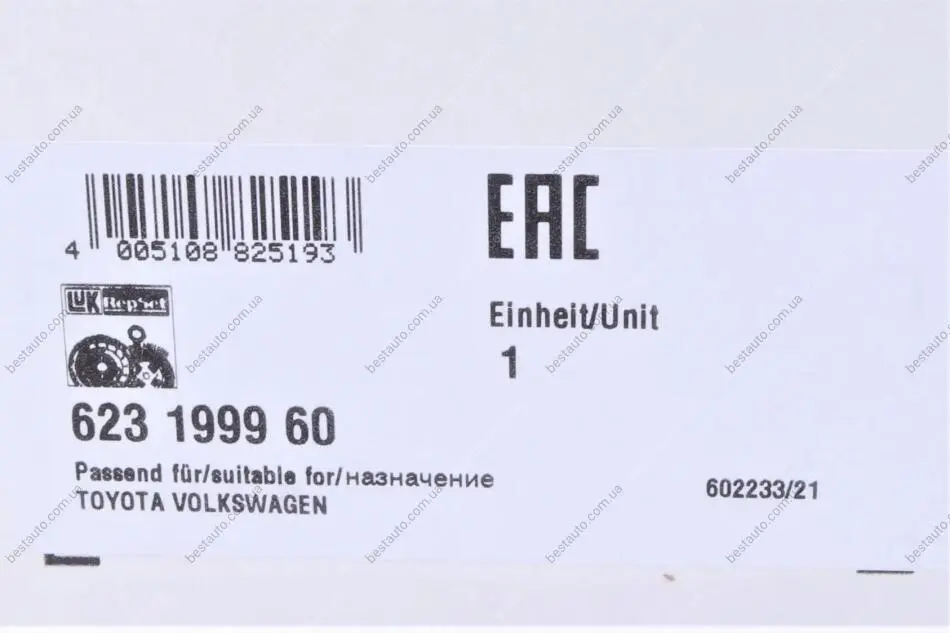 4 005108 825193
EAC
LUK RepSet
Einheit/Unit
1
623 1999 60
Passend für/suitable for/назначение
TOYOTA VOLKSWAGEN
602233/21
bestauto.com.ua